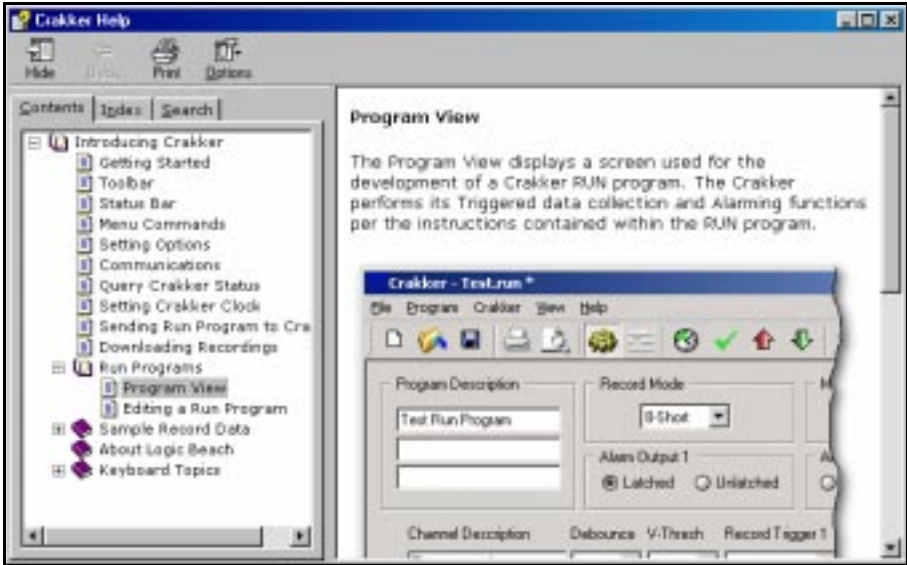 Crakker Help
Hide Back Print Options
Contents Index Search
Introducing Crakker
Getting Started
Toolbar
Status Bar
Menu Commands
Setting Options
Communications
Query Crakker Status
Setting Crakker Clock
Sending Run Program to Cra
Downloading Recordings
Run Programs
Program View
Editing a Run Program
Sample Record Data
About Logic Beach
Keyboard Topics
Program View
The Program View displays a screen used for the
development of a Crakker RUN program. The Crakker
performs its Triggered data collection and Alarming functions
per the instructions contained within the RUN program.
Crakker - Test.run *
File Program Crakker View Help
Program Description
Record Mode
M
Test Run Program
8-Short
Alarm Output 1
A
Latched Unlatched
Channel Description Debounce V-Thresh Record Trigger 1